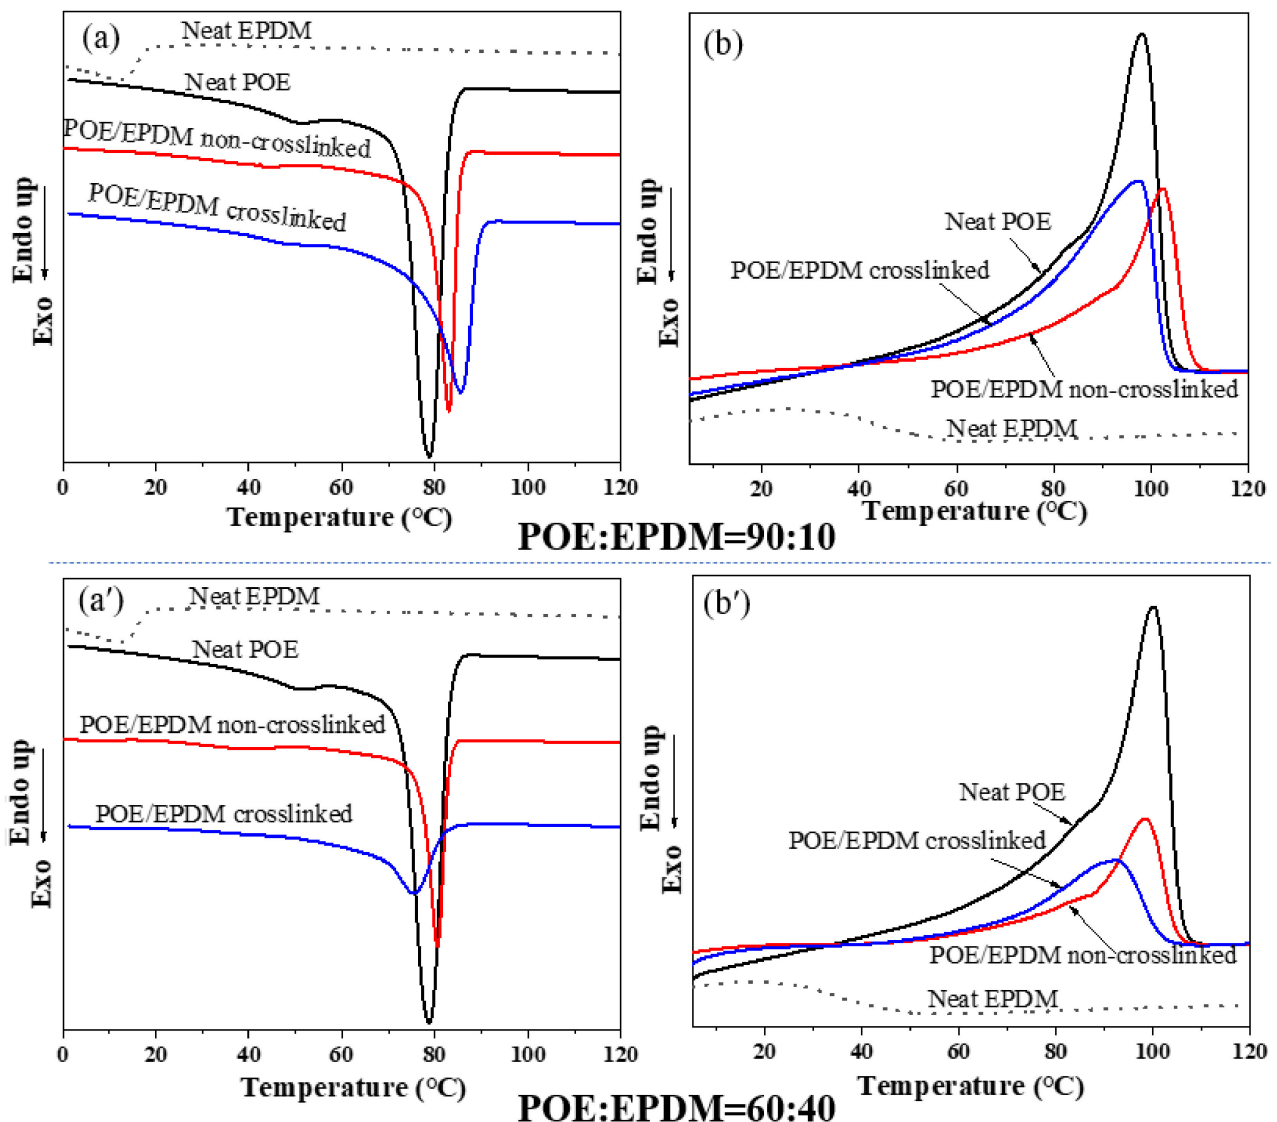 (a)
Neat EPDM
Neat POE
POE/EPDM non-crosslinked
POE/EPDM crosslinked
Exo
Endo up
0 20 40 60 80 100 120
Temperature (°C)
(b)
Neat POE
POE/EPDM crosslinked
POE/EPDM non-crosslinked
Neat EPDM
Exo
Endo up
20 40 60 80 100 120
Temperature (°C)
POE:EPDM=90:10
(a′)
Neat EPDM
Neat POE
POE/EPDM non-crosslinked
POE/EPDM crosslinked
Exo
Endo up
0 20 40 60 80 100 120
Temperature (°C)
(b′)
Neat POE
POE/EPDM crosslinked
POE/EPDM non-crosslinked
Neat EPDM
Exo
Endo up
20 40 60 80 100 120
Temperature (°C)
POE:EPDM=60:40